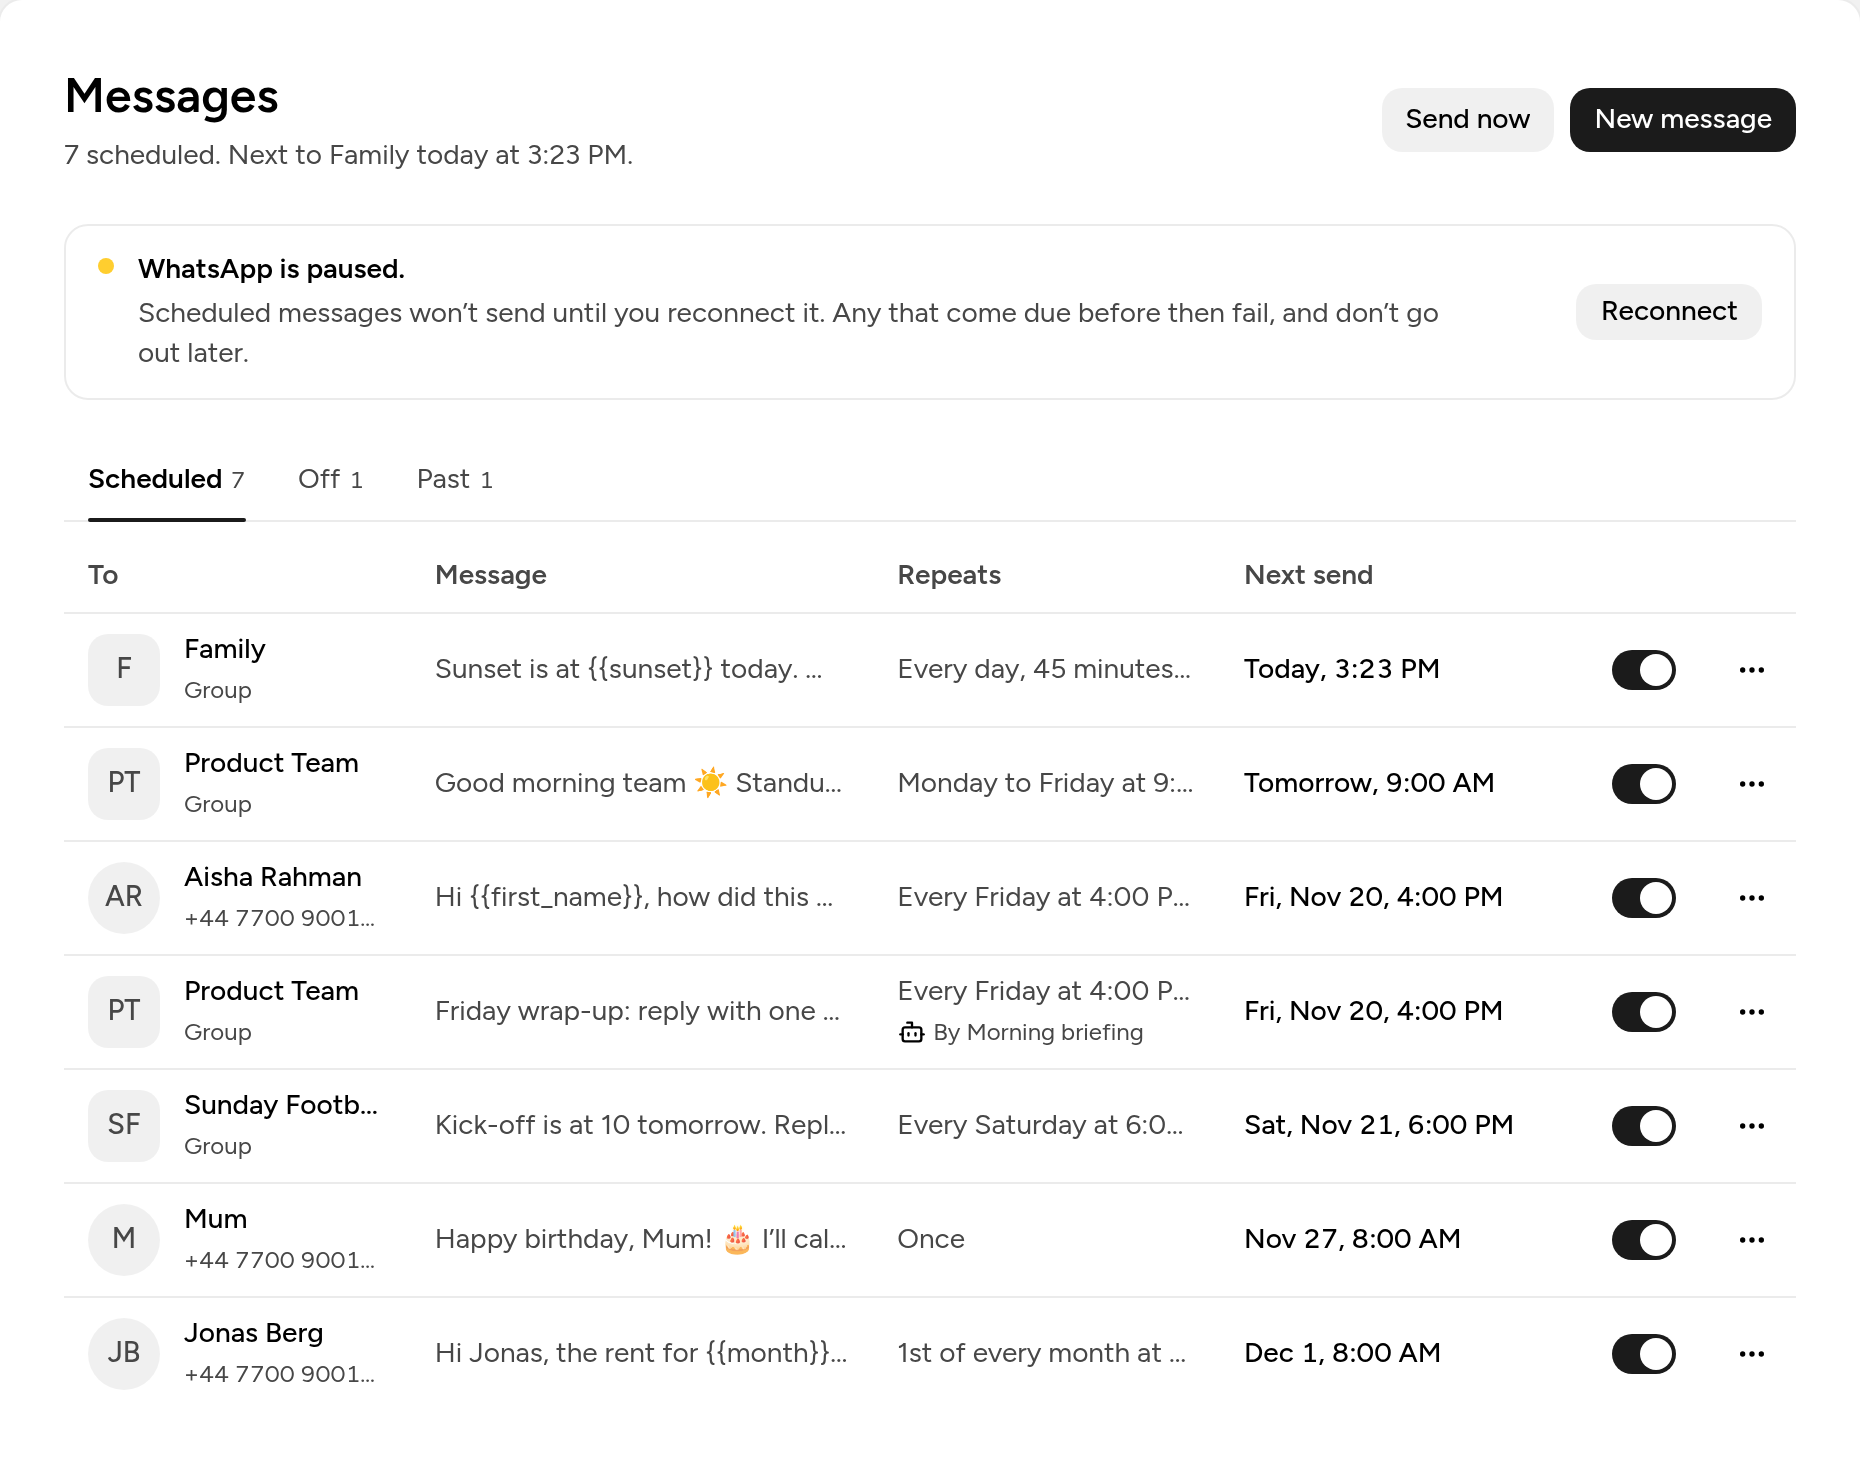 Messages
7 scheduled. Next to Family today at 3:23 PM.
Send now
New message
WhatsApp is paused.
Scheduled messages won’t send until you reconnect it. Any that come due before then fail, and don’t go
out later.
Reconnect
Scheduled 7
Off 1
Past 1
To
Message
Repeats
Next send
F
Family
Group
Sunset is at {{sunset}} today. ...
Every day, 45 minutes...
Today, 3:23 PM
PT
Product Team
Group
Good morning team ☀️ Standu...
Monday to Friday at 9:...
Tomorrow, 9:00 AM
AR
Aisha Rahman
+44 7700 9001...
Hi {{first_name}}, how did this ...
Every Friday at 4:00 P...
Fri, Nov 20, 4:00 PM
PT
Product Team
Group
Friday wrap-up: reply with one ...
Every Friday at 4:00 P...
By Morning briefing
Fri, Nov 20, 4:00 PM
SF
Sunday Footb...
Group
Kick-off is at 10 tomorrow. Repl...
Every Saturday at 6:0...
Sat, Nov 21, 6:00 PM
M
Mum
+44 7700 9001...
Happy birthday, Mum! 🎂 I’ll cal...
Once
Nov 27, 8:00 AM
JB
Jonas Berg
+44 7700 9001...
Hi Jonas, the rent for {{month}}...
1st of every month at ...
Dec 1, 8:00 AM